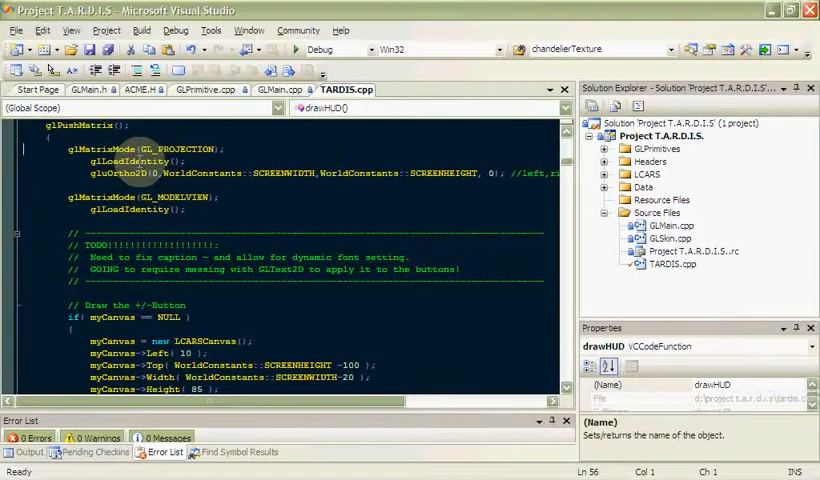 Project T.A.R.D.I.S - Microsoft Visual Studio
File Edit View Project Build Debug Tools Window Community Help
Debug Win32 chandelierTexture
Start Page GLMain.h ACME.H GLPrimitive.cpp GLMain.cpp TARDIS.cpp
(Global Scope) drawHUD()
glPushMatrix();
{
glMatrixMode(GL_PROJECTION);
glLoadIdentity();
gluOrtho2D(0,WorldConstants::SCREENWIDTH,WorldConstants::SCREENHEIGHT, 0); //left,ri
glMatrixMode(GL_MODELVIEW);
glLoadIdentity();
// ----------------------------------------------------------------
// TODO!!!!!!!!!!!!!!!!!!!:
// Need to fix caption - and allow for dynamic font setting.
// GOING to require messing with GLText2D to apply it to the buttons!
// ----------------------------------------------------------------
// Draw the +/-Button
if( myCanvas == NULL )
{
myCanvas = new LCARSCanvas();
myCanvas->Left( 10 );
myCanvas->Top( WorldConstants::SCREENHEIGHT -100 );
myCanvas->Width( WorldConstants::SCREENWIDTH-20 );
myCanvas->Height( 85 );
Error List
0 Errors 0 Warnings 0 Messages
Output Pending Checkins Error List Find Symbol Results
Solution Explorer - Project T.A.R.D.I...
Solution 'Project T.A.R.D.I.S' (1 project)
Project T.A.R.D.I.S.
GLPrimitives
Headers
LCARS
Data
Resource Files
Source Files
GLMain.cpp
GLSkin.cpp
Project T.A.R.D.I.S..rc
TARDIS.cpp
Properties
drawHUD VCCodeFunction
(Name) drawHUD
File d:\project t.a.r.d.i.s\tardis.cpp
(Name)
Sets/returns the name of the object.
Ready Ln 56 Col 1 Ch 1 INS